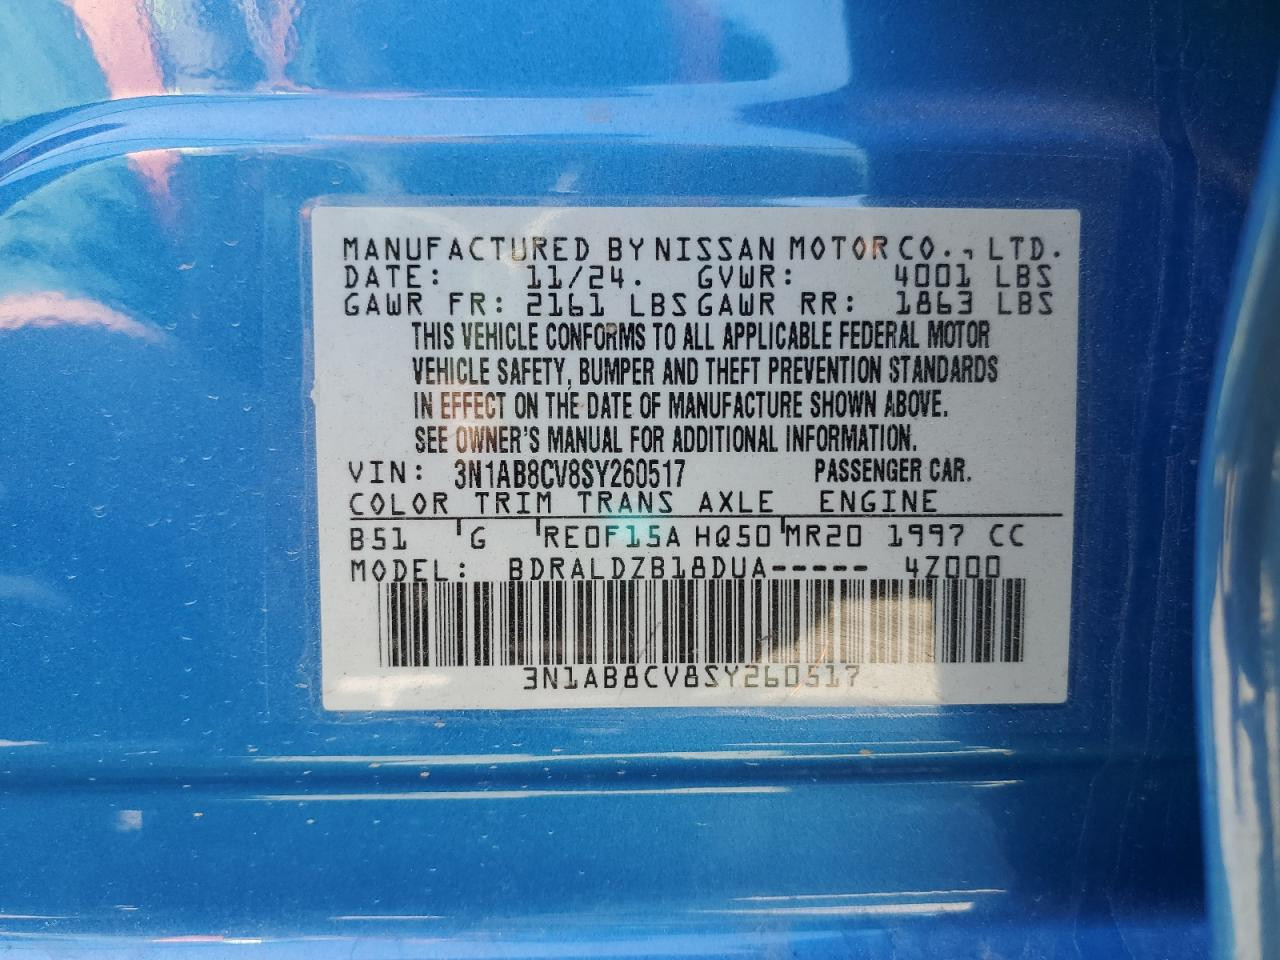 MANUFACTURED BY NISSAN MOTOR CO., LTD.
DATE: 11/24. GVWR: 4001 LBS
GAWR FR: 2161 LBS GAWR RR: 1863 LBS
THIS VEHICLE CONFORMS TO ALL APPLICABLE FEDERAL MOTOR
VEHICLE SAFETY, BUMPER AND THEFT PREVENTION STANDARDS
IN EFFECT ON THE DATE OF MANUFACTURE SHOWN ABOVE.
SEE OWNER'S MANUAL FOR ADDITIONAL INFORMATION.
VIN: 3N1AB8CV8SY260517 PASSENGER CAR.
COLOR TRIM TRANS AXLE ENGINE
B51 G RE0F15A HQ50 MR20 1997 CC
MODEL: BDRALDZB18DUA----- 4Z000
3N1AB8CV8SY260517